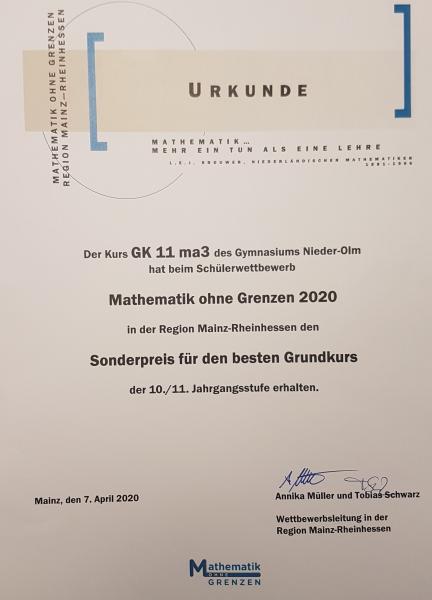 MATHEMATIK OHNE GRENZEN
REGION MAINZ–RHEINHESSEN
URKUNDE
MATHEMATIK...
MEHR EIN TUN ALS EINE LEHRE
L.E.J. BROUWER, NIEDERLÄNDISCHER MATHEMATIKER
1881-1966
Der Kurs GK 11 ma3 des Gymnasiums Nieder-Olm
hat beim Schülerwettbewerb
Mathematik ohne Grenzen 2020
in der Region Mainz-Rheinhessen den
Sonderpreis für den besten Grundkurs
der 10./11. Jahrgangsstufe erhalten.
Mainz, den 7. April 2020
Annika Müller und Tobias Schwarz
Wettbewerbsleitung in der
Region Mainz-Rheinhessen
Mathematik
OHNE
GRENZEN